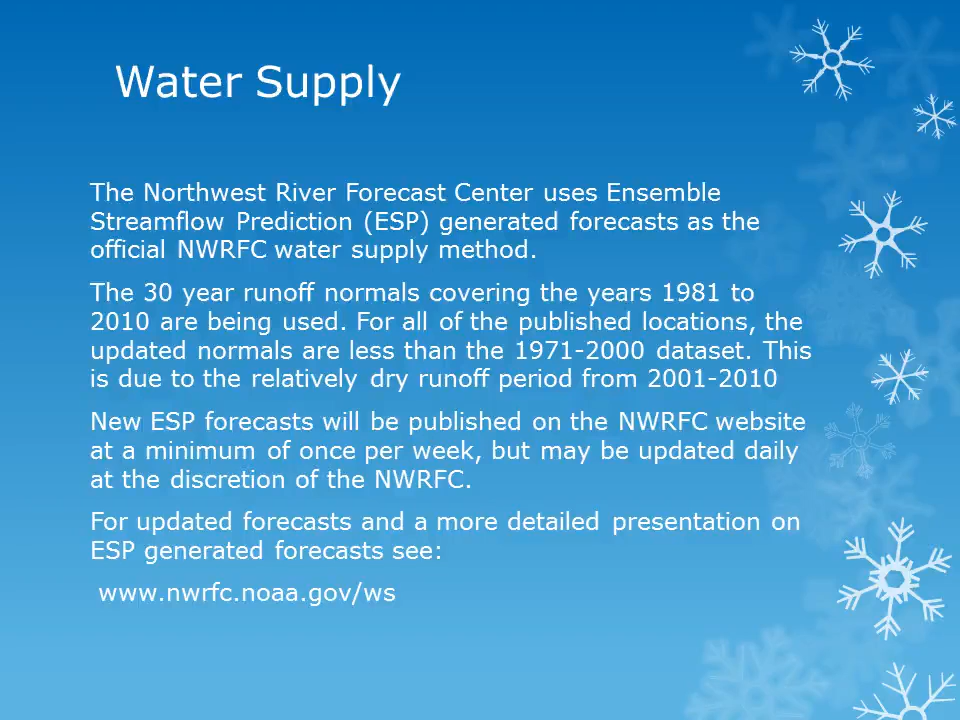 Water Supply
The Northwest River Forecast Center uses Ensemble
Streamflow Prediction (ESP) generated forecasts as the
official NWRFC water supply method.
The 30 year runoff normals covering the years 1981 to
2010 are being used. For all of the published locations, the
updated normals are less than the 1971-2000 dataset. This
is due to the relatively dry runoff period from 2001-2010
New ESP forecasts will be published on the NWRFC website
at a minimum of once per week, but may be updated daily
at the discretion of the NWRFC.
For updated forecasts and a more detailed presentation on
ESP generated forecasts see:
www.nwrfc.noaa.gov/ws